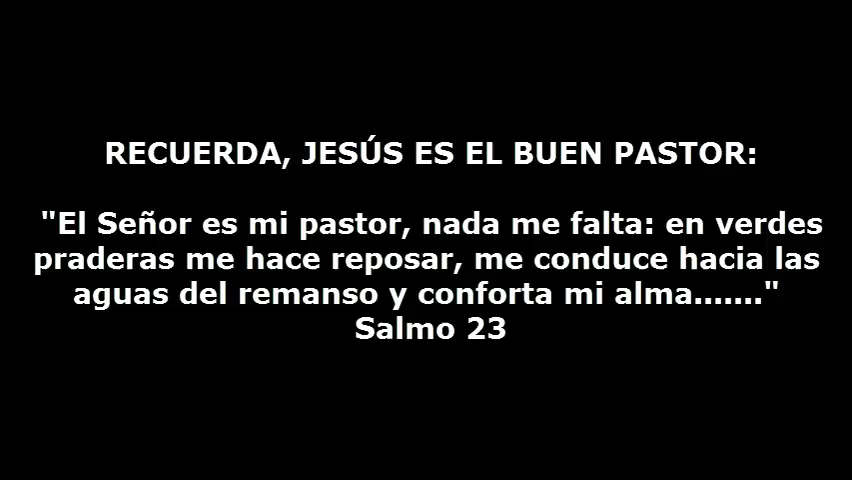 RECUERDA, JESÚS ES EL BUEN PASTOR:
"El Señor es mi pastor, nada me falta: en verdes
praderas me hace reposar, me conduce hacia las
aguas del remanso y conforta mi alma......."
Salmo 23